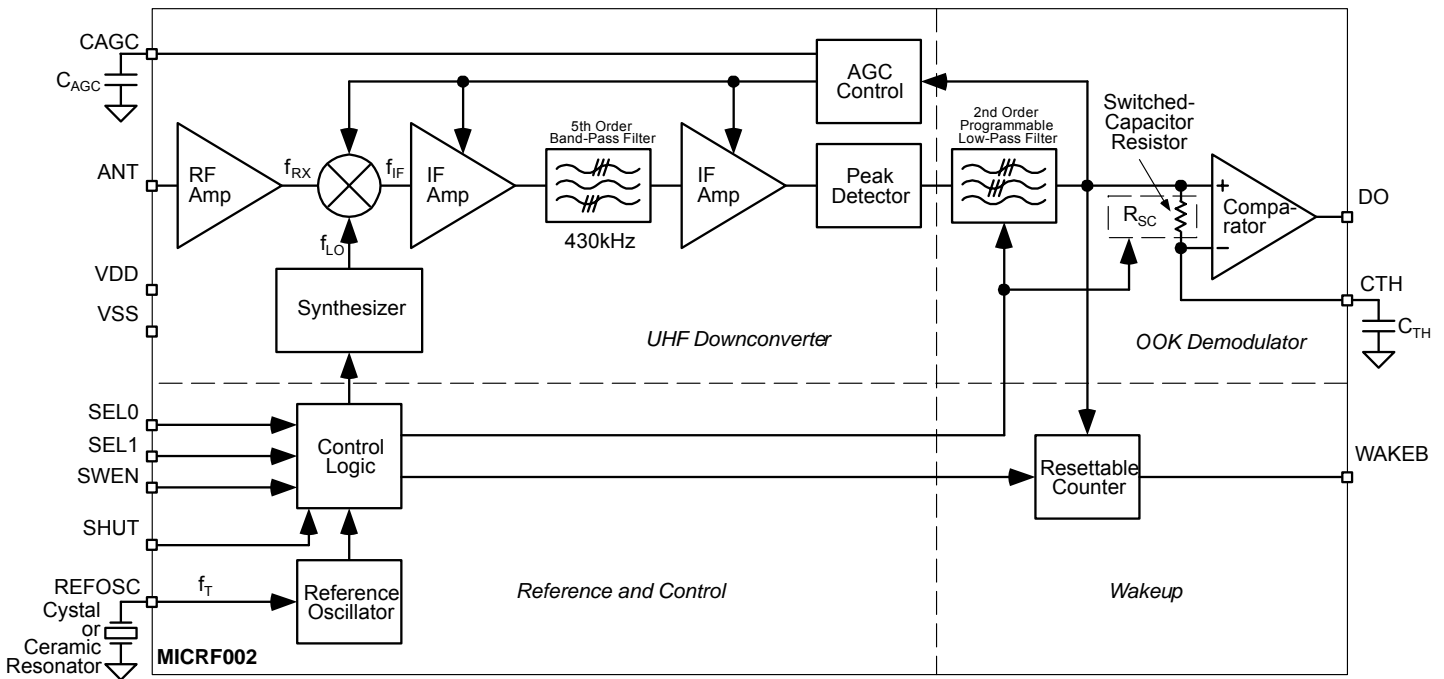 CAGC
C_AGC
AGC
Control
Switched-
Capacitor
Resistor
5th Order
Band-Pass Filter
2nd Order
Programmable
Low-Pass Filter
ANT
RF
Amp
f_RX
f_IF
IF
Amp
430kHz
IF
Amp
Peak
Detector
R_SC
+
–
Compa-
rator
DO
f_LO
VDD
VSS
Synthesizer
UHF Downconverter
OOK Demodulator
CTH
C_TH
SEL0
SEL1
SWEN
SHUT
Control
Logic
Resettable
Counter
WAKEB
REFOSC
f_T
Reference
Oscillator
Reference and Control
Wakeup
Cystal
or
Ceramic
Resonator
MICRF002